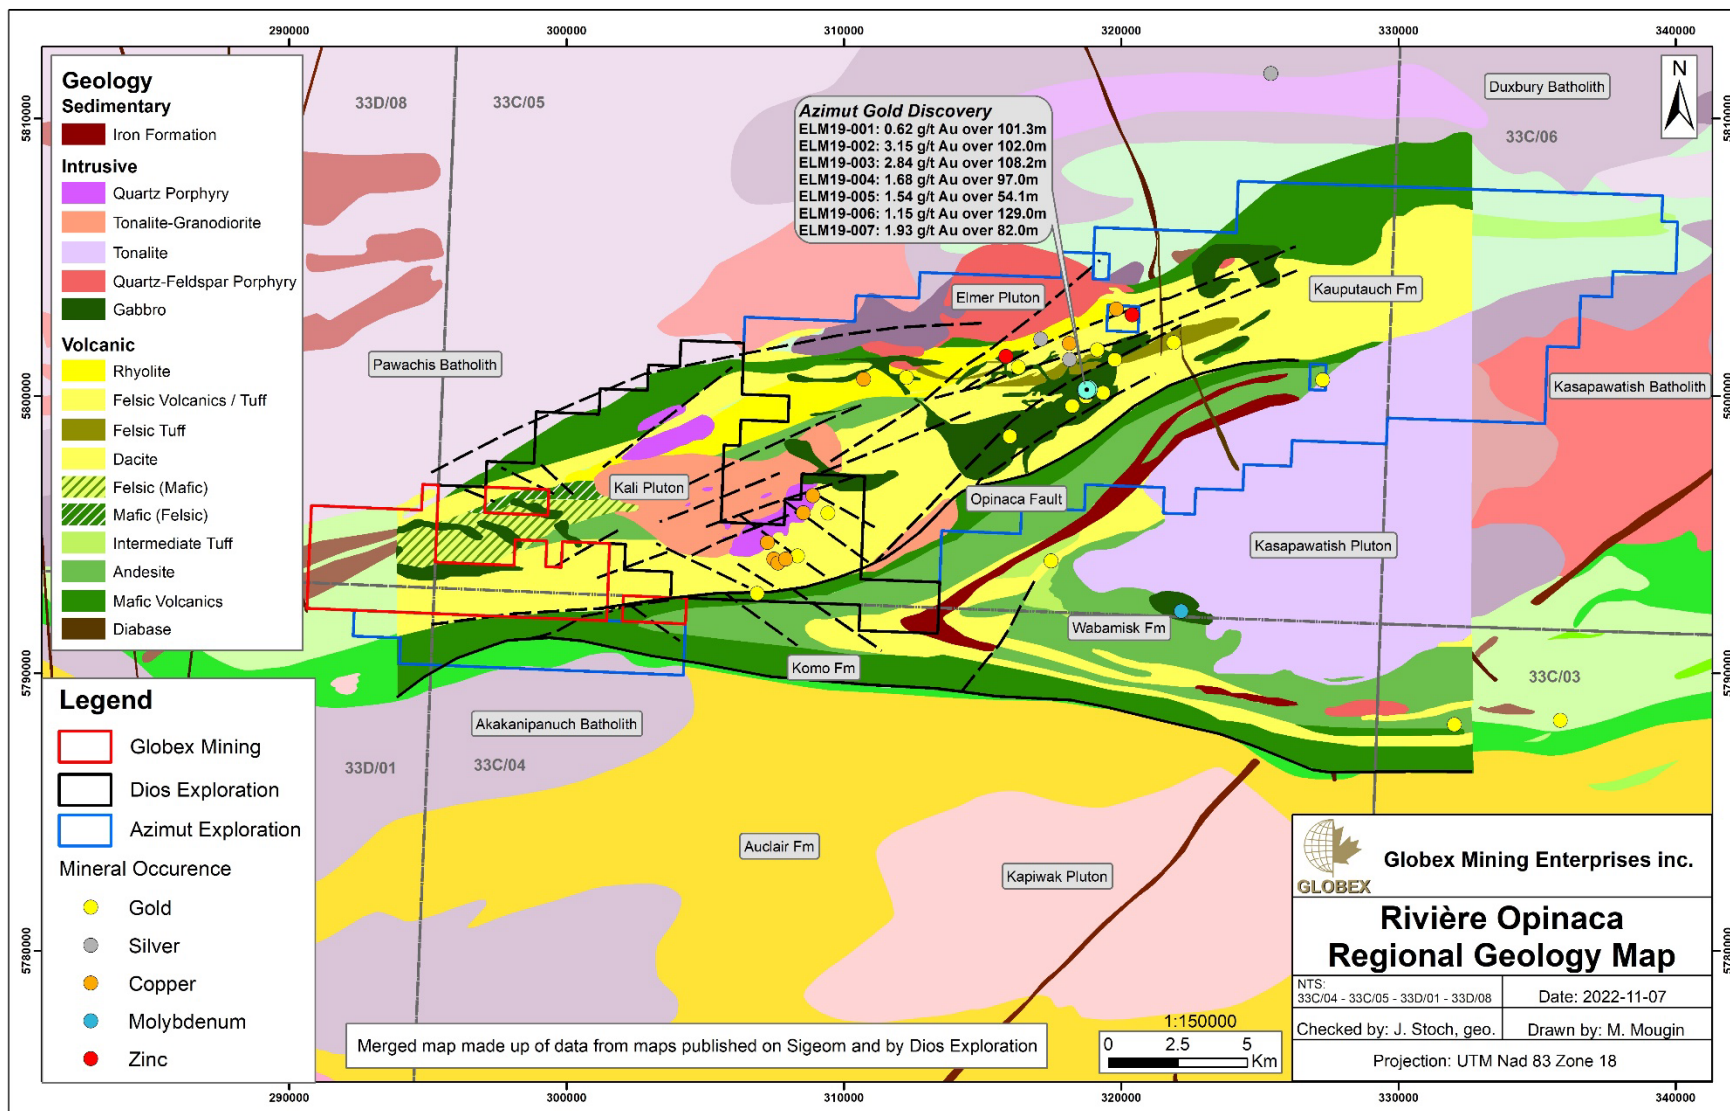 290000
300000
310000
320000
330000
340000
5810000
5800000
5790000
5780000
5810000
5800000
5790000
5780000
290000
300000
310000
320000
330000
340000
Geology
Sedimentary
Iron Formation
Intrusive
Quartz Porphyry
Tonalite-Granodiorite
Tonalite
Quartz-Feldspar Porphyry
Gabbro
Volcanic
Rhyolite
Felsic Volcanics / Tuff
Felsic Tuff
Dacite
Felsic (Mafic)
Mafic (Felsic)
Intermediate Tuff
Andesite
Mafic Volcanics
Diabase
Legend
Globex Mining
Dios Exploration
Azimut Exploration
Mineral Occurence
Gold
Silver
Copper
Molybdenum
Zinc
33D/08
33C/05
33C/06
33C/03
33D/01
33C/04
N
Azimut Gold Discovery
ELM19-001: 0.62 g/t Au over 101.3m
ELM19-002: 3.15 g/t Au over 102.0m
ELM19-003: 2.84 g/t Au over 108.2m
ELM19-004: 1.68 g/t Au over 97.0m
ELM19-005: 1.54 g/t Au over 54.1m
ELM19-006: 1.15 g/t Au over 129.0m
ELM19-007: 1.93 g/t Au over 82.0m
Duxbury Batholith
Elmer Pluton
Kauputauch Fm
Pawachis Batholith
Kasapawatish Batholith
Kali Pluton
Opinaca Fault
Kasapawatish Pluton
Wabamisk Fm
Komo Fm
Akakanipanuch Batholith
Auclair Fm
Kapiwak Pluton
Merged map made up of data from maps published on Sigeom and by Dios Exploration
1:150000
0 2.5 5
Km
GLOBEX
Globex Mining Enterprises inc.
Rivière Opinaca
Regional Geology Map
NTS:
33C/04 - 33C/05 - 33D/01 - 33D/08
Date: 2022-11-07
Checked by: J. Stoch, geo.
Drawn by: M. Mougin
Projection: UTM Nad 83 Zone 18